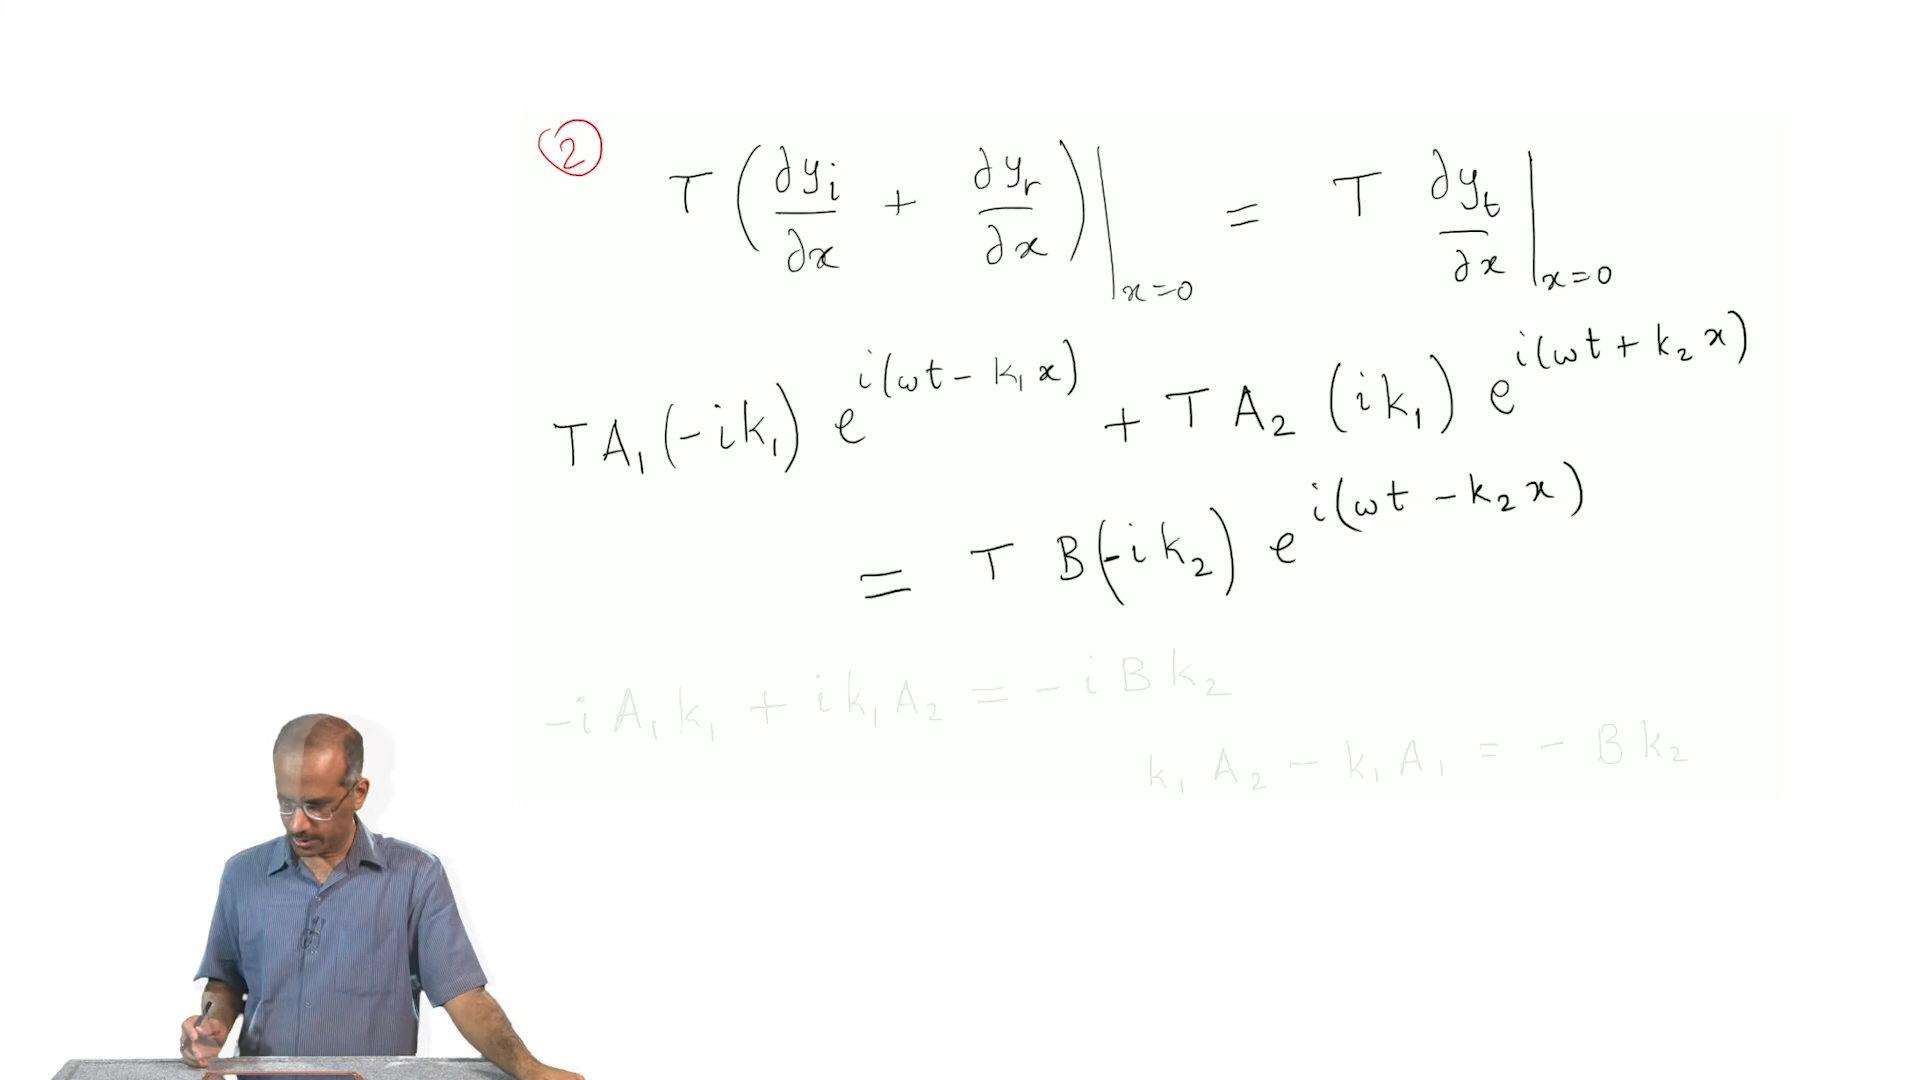 ②
T (∂yᵢ/∂x + ∂yᵣ/∂x)|ₓ₌₀ = T ∂yₜ/∂x|ₓ₌₀
TA₁(-ik₁) e^{i(ωt - k₁x)} + TA₂ (ik₁) e^{i(ωt + k₂x)}
= T B(-ik₂) e^{i(ωt - k₂x)}
-iA₁k₁ + ik₁A₂ = -iBk₂
k₁A₂ - k₁A₁ = -Bk₂